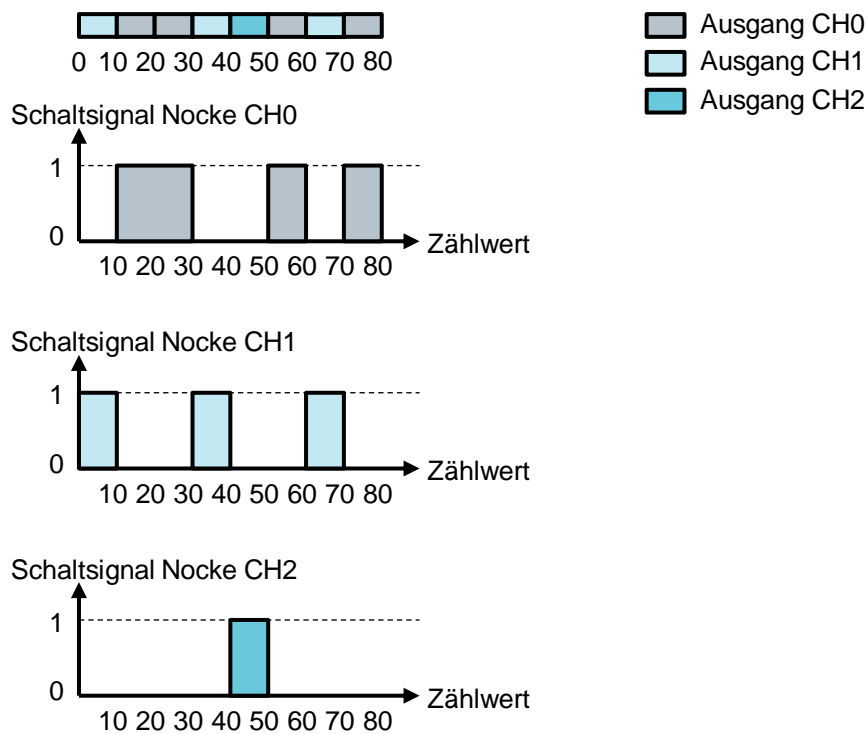 0 10 20 30 40 50 60 70 80
Ausgang CH0
Ausgang CH1
Ausgang CH2
Schaltsignal Nocke CH0
1
0
Zählwert
10 20 30 40 50 60 70 80
Schaltsignal Nocke CH1
1
0
Zählwert
10 20 30 40 50 60 70 80
Schaltsignal Nocke CH2
1
0
Zählwert
10 20 30 40 50 60 70 80